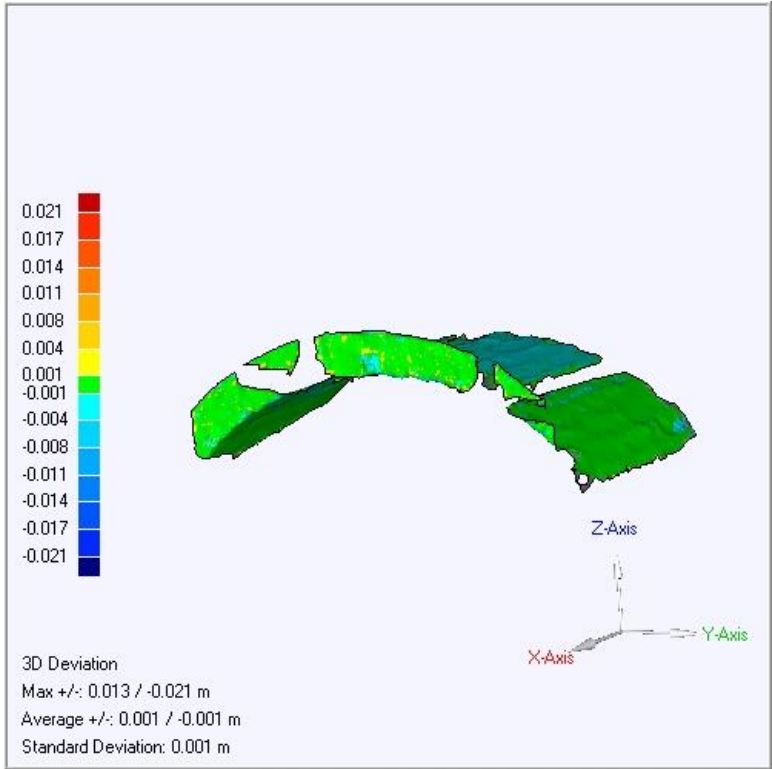 0.021
0.017
0.014
0.011
0.008
0.004
0.001
-0.001
-0.004
-0.008
-0.011
-0.014
-0.017
-0.021
Z-Axis
Y-Axis
X-Axis
3D Deviation
Max +/-: 0.013 / -0.021 m
Average +/-: 0.001 / -0.001 m
Standard Deviation: 0.001 m